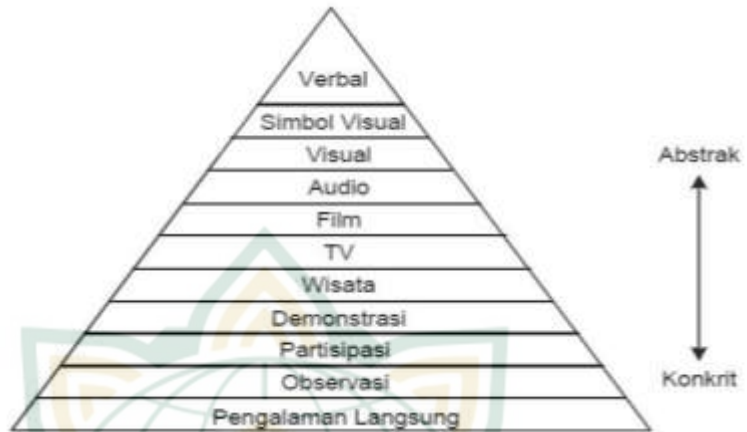 Verbal
Simbol Visual
Visual
Audio
Film
TV
Wisata
Demonstrasi
Partisipasi
Observasi
Pengalaman Langsung
Abstrak
Konkrit